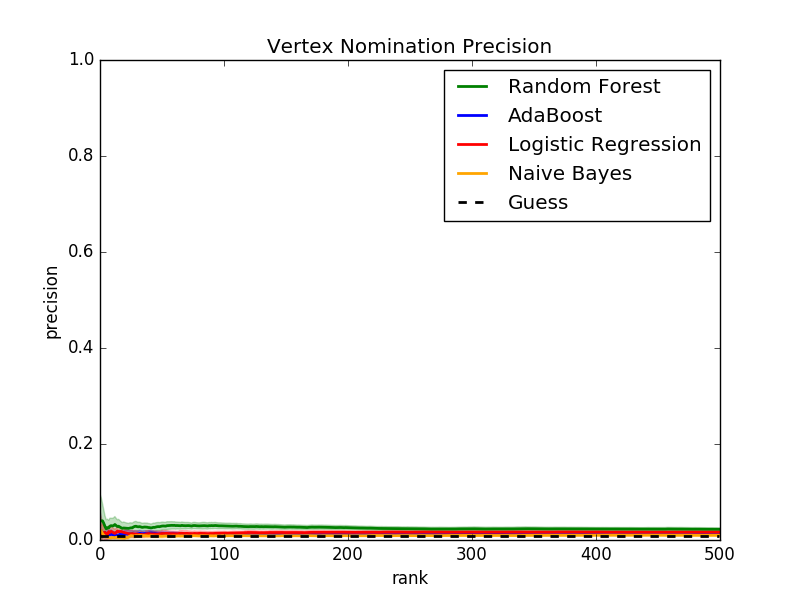 Vertex Nomination Precision
1.0
0.8
0.6
0.4
0.2
0.0
precision
Random Forest
AdaBoost
Logistic Regression
Naive Bayes
Guess
0 100 200 300 400 500
rank